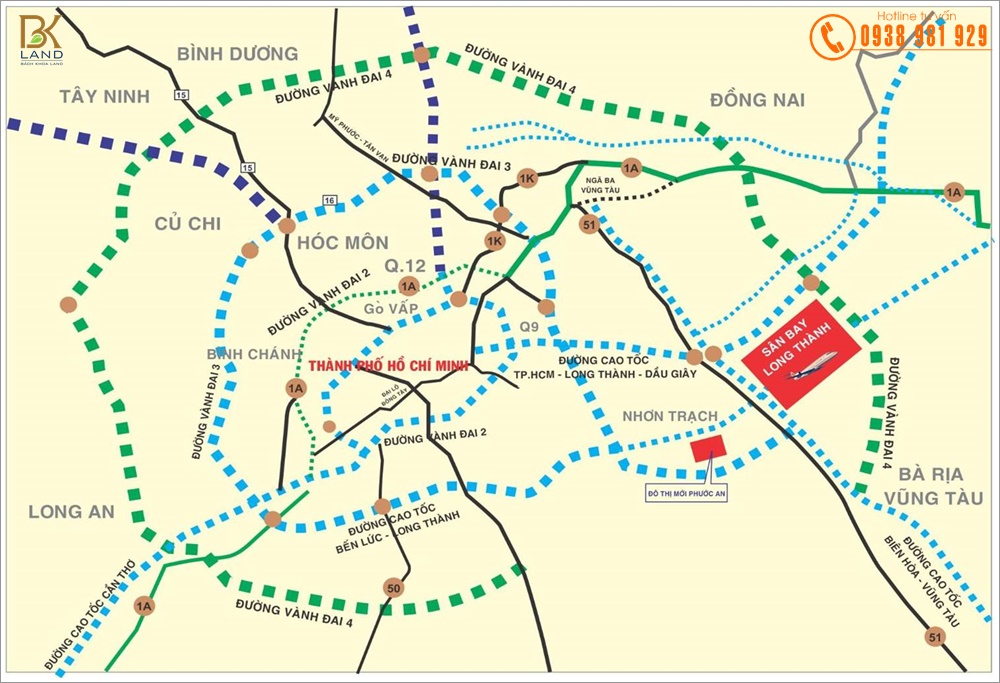 BK
LAND
BÁCH KHOA LAND
Hotline tư vấn
0938 981 929
BÌNH DƯƠNG
TÂY NINH
15
ĐƯỜNG VÀNH ĐAI 4
ĐƯỜNG VÀNH ĐAI 4
ĐỒNG NAI
MỸ PHƯỚC - TÂN VẠN
ĐƯỜNG VÀNH ĐAI 3
15
16
1K
1A
NGÃ BA
VŨNG TÀU
1A
CỦ CHI
HÓC MÔN
1K
51
Q.12
1A
ĐƯỜNG VÀNH ĐAI 2
Gò VẤP
Q9
SÂN BAY
LONG THÀNH
BÌNH CHÁNH
THÀNH PHỐ HỒ CHÍ MINH
ĐƯỜNG CAO TỐC
TP.HCM - LONG THÀNH - DẦU GIÂY
1A
ĐẠI LỘ
ĐÔNG TÂY
ĐƯỜNG VÀNH ĐAI 3
NHƠN TRẠCH
ĐƯỜNG VÀNH ĐAI 4
ĐƯỜNG VÀNH ĐAI 2
ĐÔ THỊ MỚI PHƯỚC AN
BÀ RỊA
VŨNG TÀU
LONG AN
ĐƯỜNG CAO TỐC
BẾN LỨC - LONG THÀNH
ĐƯỜNG CAO TỐC
BIÊN HÒA - VŨNG TÀU
ĐƯỜNG CAO TỐC CẦN THƠ
1A
50
ĐƯỜNG VÀNH ĐAI 4
51